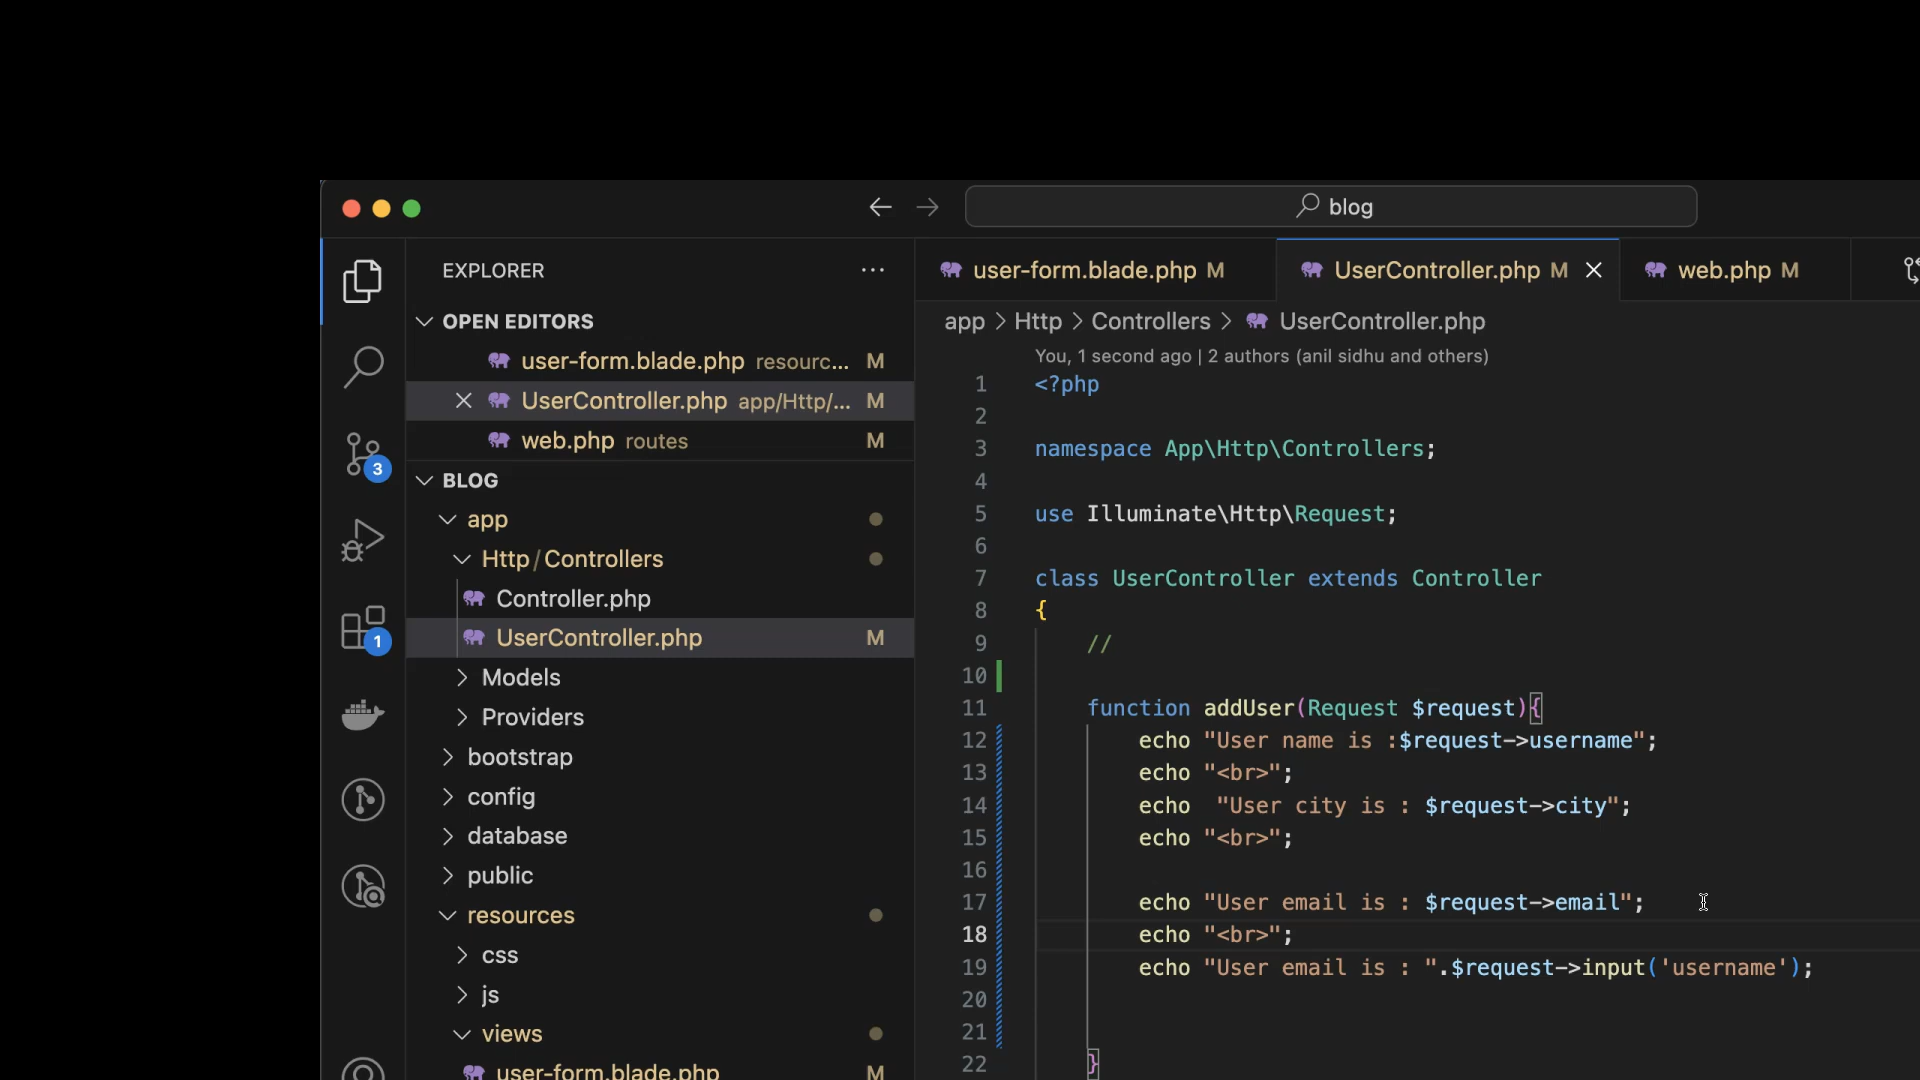 blog
EXPLORER
OPEN EDITORS
user-form.blade.php resourc... M
UserController.php app/Http/... M
web.php routes M
3
BLOG
app
Http/Controllers
Controller.php
UserController.php M
1
Models
Providers
bootstrap
config
database
public
resources
css
js
views
user-form.blade.php M
user-form.blade.php M
UserController.php M
web.php M
app > Http > Controllers > UserController.php
You, 1 second ago | 2 authors (anil sidhu and others)
1 <?php
2
3 namespace App\Http\Controllers;
4
5 use Illuminate\Http\Request;
6
7 class UserController extends Controller
8 {
9 //
10
11 function addUser(Request $request){
12 echo "User name is :$request->username";
13 echo "<br>";
14 echo  "User city is : $request->city";
15 echo "<br>";
16
17 echo "User email is : $request->email";
18 echo "<br>";
19 echo "User email is : ".$request->input('username');
20
21
22 }